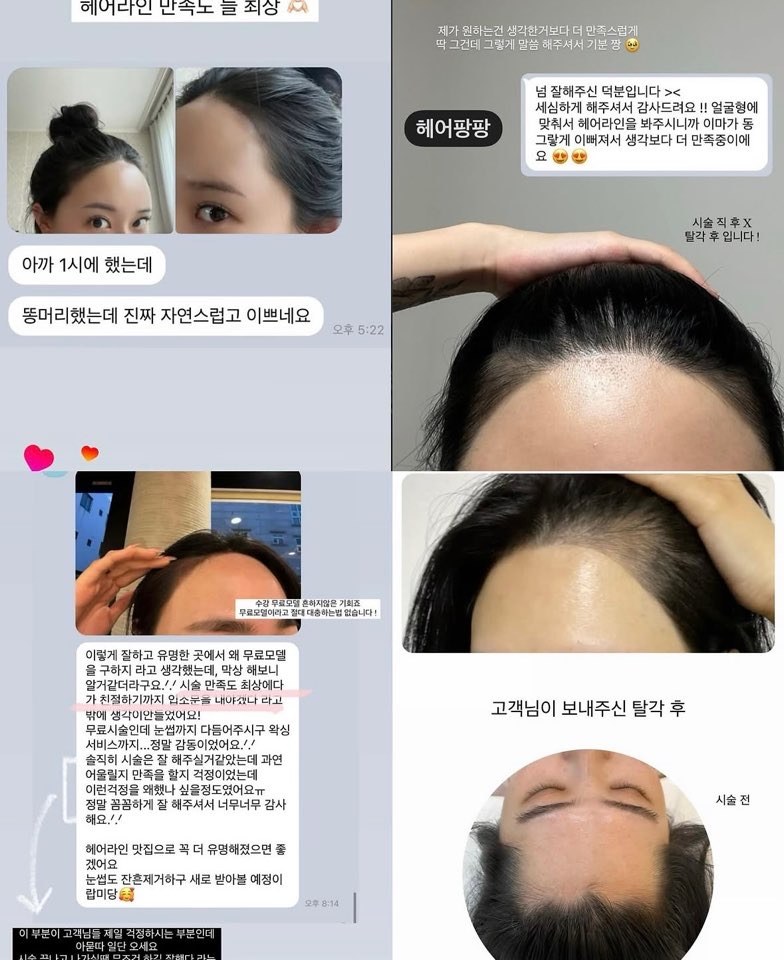 헤어라인 만족도 늘 최상 🫶🏻
아까 1시에 했는데
똥머리했는데 진짜 자연스럽고 이쁘네요
오후 5:22
제가 원하는건 생각한거보다 더 만족스럽게
딱 그건데 그렇게 말씀 해주셔서 기분 짱 🥹
넘 잘해주신 덕분입니다 ><
세심하게 해주셔서 감사드려요 !! 얼굴형에
맞춰서 헤어라인을 봐주시니까 이마가 동
그랗게 이뻐져서 생각보다 더 만족중이에
요 😍😍
헤어팡팡
시술 직 후 X
탈각 후 입니다 !
수강 무료모델 흔하지않은 기회죠
무료모델이라고 절대 대충하는법 없습니다 !
이렇게 잘하고 유명한 곳에서 왜 무료모델
을 구하지 라고 생각했는데, 막상 해보니
알거같더라구요.ᐟ.ᐟ 시술 만족도 최상에다
가 친절하기까지 입소문을 내야겠다 라고
밖에 생각이안들었어요!
무료시술인데 눈썹까지 다듬어주시구 왁싱
서비스까지...정말 감동이었어요.ᐟ.ᐟ
솔직히 시술은 잘 해주실거같았는데 과연
어울릴지 만족을 할지 걱정이었는데
이런걱정을 왜했나 싶을정도였어요ㅠ
정말 꼼꼼하게 잘 해주셔서 너무너무 감사
해요.ᐟ.ᐟ
헤어라인 맛집으로 꼭 더 유명해졌으면 좋
겠어요
눈썹도 잔흔제거하구 새로 받아볼 예정이
랍미당🥰
오후 8:14
이 부분이 고객님들 제일 걱정하시는 부분인데
아묻따 일단 오세요
시술 끝나고 나가실땐 무조건 하길 잘했다 라는
고객님이 보내주신 탈각 후
시술 전